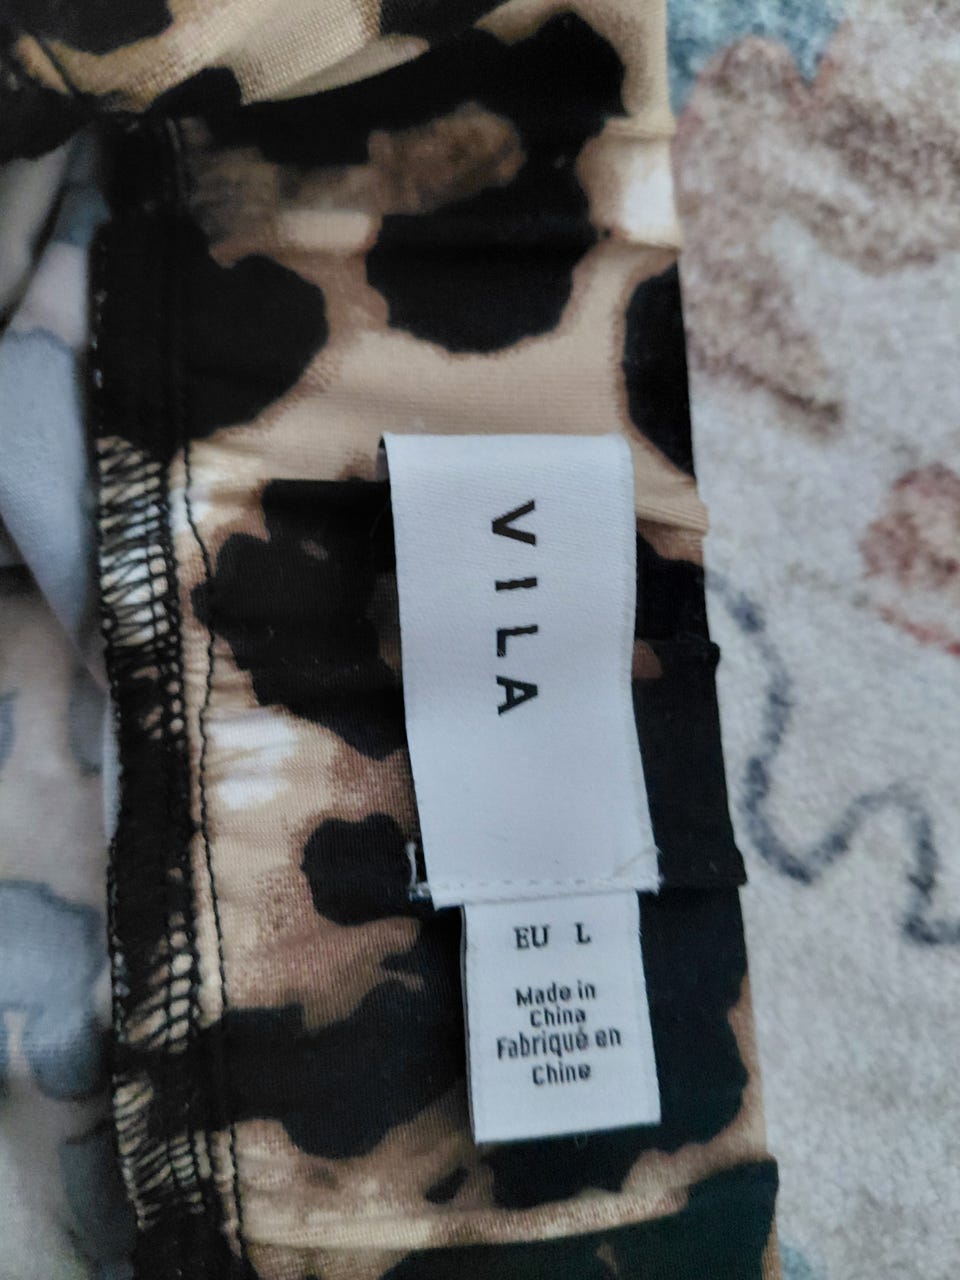 VILA
EU L
Made in
China
Fabriqué en
Chine